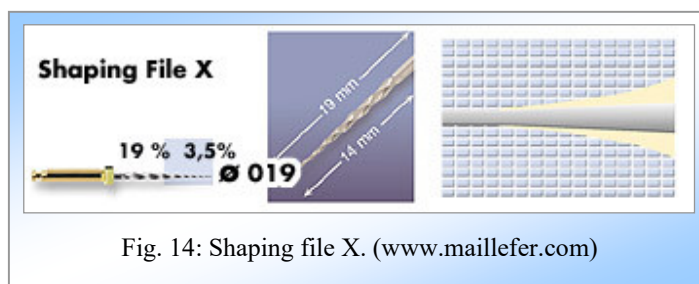 Shaping File X
19 % 3,5%
Ø 019
19 mm
14 mm
Fig. 14: Shaping file X. (www.maillefer.com)